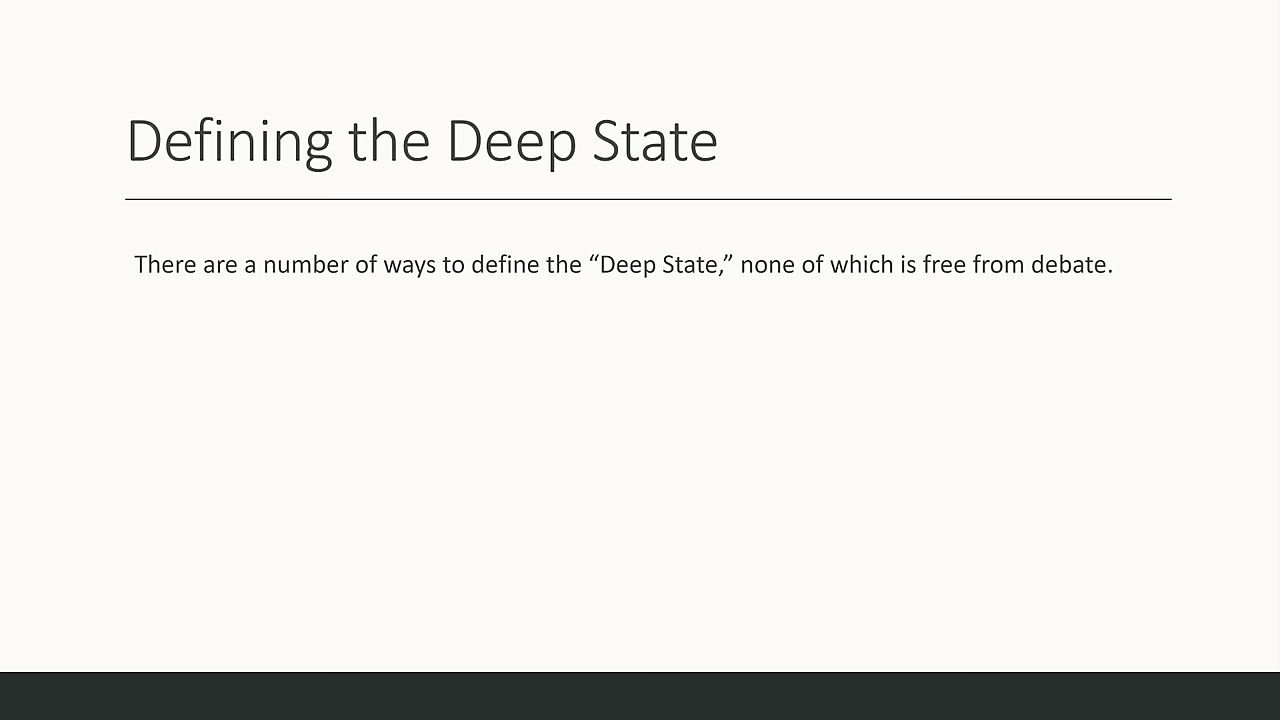 Defining the Deep State
There are a number of ways to define the “Deep State,” none of which is free from debate.